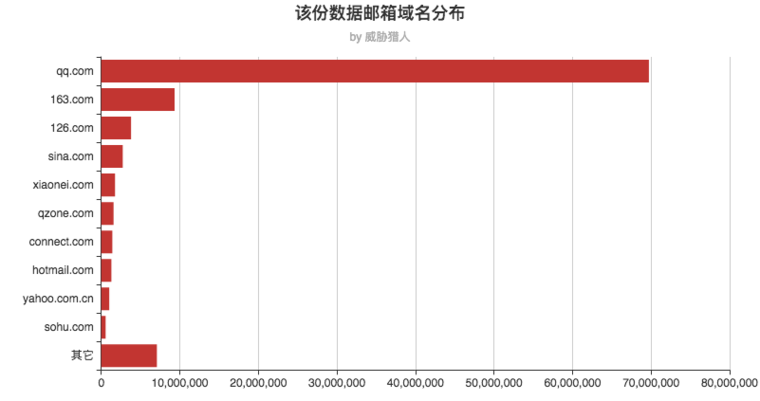 该份数据邮箱域名分布
by 威胁猎人
qq.com
163.com
126.com
sina.com
xiaonei.com
qzone.com
connect.com
hotmail.com
yahoo.com.cn
sohu.com
其它
0 10,000,000 20,000,000 30,000,000 40,000,000 50,000,000 60,000,000 70,000,000 80,000,000